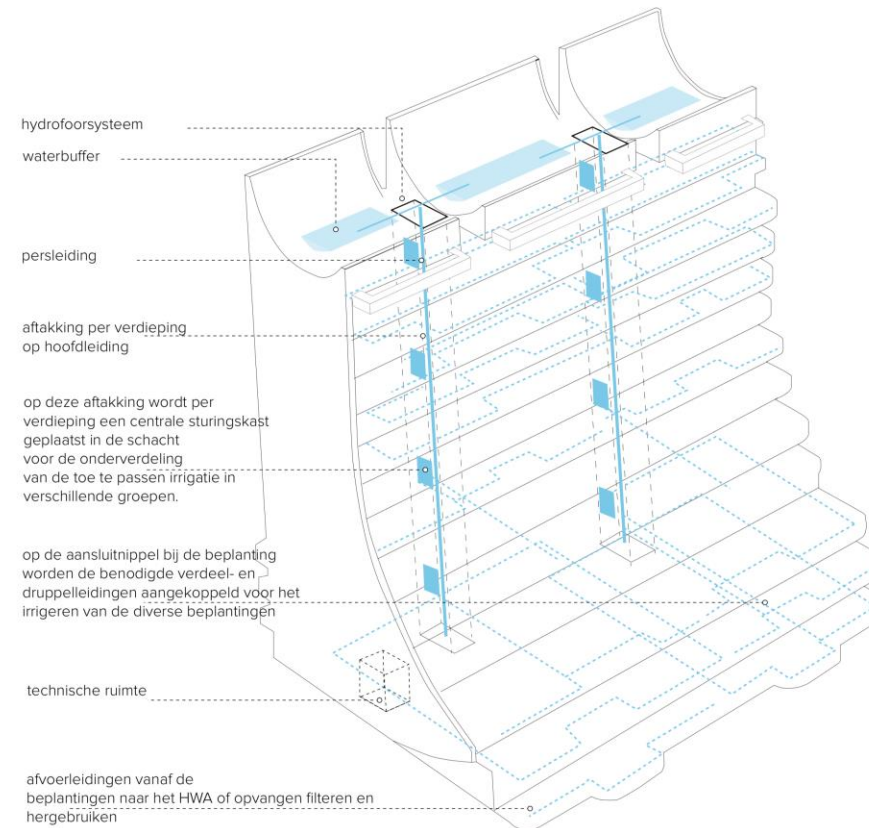 hydrofoorsysteem
waterbuffer
persleiding
aftakking per verdieping
op hoofdleiding
op deze aftakking wordt per
verdieping een centrale sturingskast
geplaatst in de schacht
voor de onderverdeling
van de toe te passen irrigatie in
verschillende groepen.
op de aansluitnippel bij de beplanting
worden de benodigde verdeel- en
druppelleidingen aangekoppeld voor het
irrigeren van de diverse beplantingen
technische ruimte
afvoerleidingen vanaf de
beplantingen naar het HWA of opvangen filteren en
hergebruiken